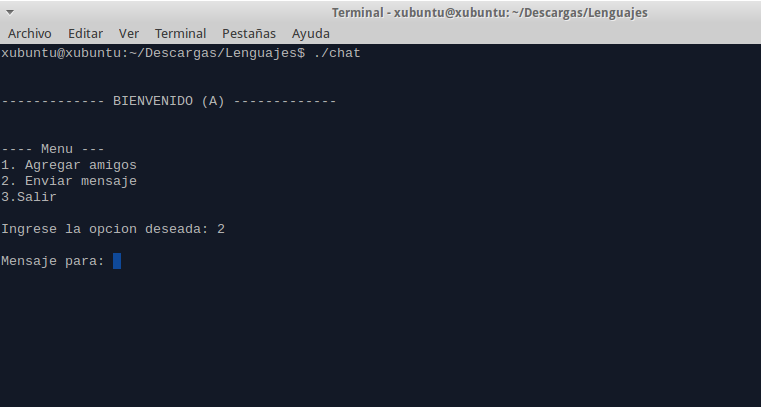 Terminal - xubuntu@xubuntu: ~/Descargas/Lenguajes
Archivo Editar Ver Terminal Pestañas Ayuda
xubuntu@xubuntu:~/Descargas/Lenguajes$ ./chat
------------- BIENVENIDO (A) -------------
---- Menu ---
1. Agregar amigos
2. Enviar mensaje
3.Salir
Ingrese la opcion deseada: 2
Mensaje para: